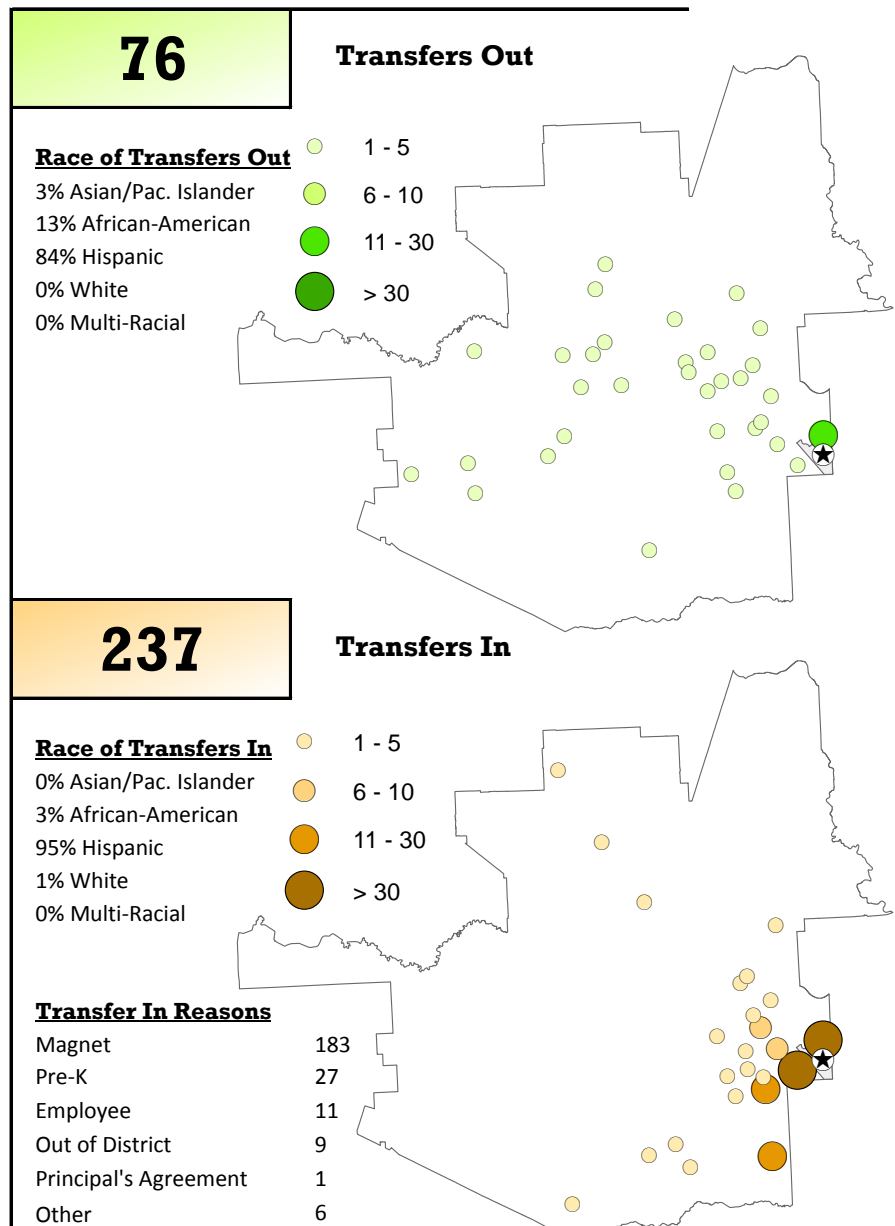 76
Transfers Out
Race of Transfers Out
3% Asian/Pac. Islander
13% African-American
84% Hispanic
0% White
0% Multi-Racial
1 - 5
6 - 10
11 - 30
> 30
237
Transfers In
Race of Transfers In
0% Asian/Pac. Islander
3% African-American
95% Hispanic
1% White
0% Multi-Racial
1 - 5
6 - 10
11 - 30
> 30
Transfer In Reasons
Magnet 183
Pre-K 27
Employee 11
Out of District 9
Principal's Agreement 1
Other 6